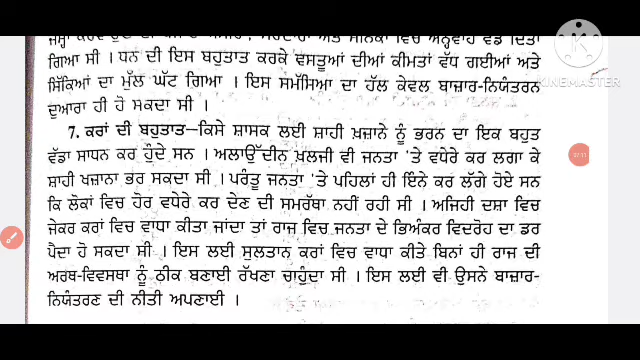 ਗਿਆ ਸੀ । ਧਨ ਦੀ ਇਸ ਬਹੁਤਾਤ ਕਰਕੇ ਵਸਤੂਆਂ ਦੀਆਂ ਕੀਮਤਾਂ ਵੱਧ ਗਈਆਂ ਅਤੇ
ਸਿੱਕਿਆਂ ਦਾ ਮੁੱਲ ਘੱਟ ਗਿਆ । ਇਸ ਸਮੱਸਿਆ ਦਾ ਹੱਲ ਕੇਵਲ ਬਾਜ਼ਾਰ-ਨਿਯੰਤਰਨ
ਦੁਆਰਾ ਹੀ ਹੋ ਸਕਦਾ ਸੀ ।
KINEMASTER
7. ਕਰਾਂ ਦੀ ਬਹੁਤਾਤ—ਕਿਸੇ ਸ਼ਾਸਕ ਲਈ ਸ਼ਾਹੀ ਖ਼ਜ਼ਾਨੇ ਨੂੰ ਭਰਨ ਦਾ ਇਕ ਬਹੁਤ
ਵੱਡਾ ਸਾਧਨ ਕਰ ਹੁੰਦੇ ਸਨ । ਅਲਾਉੱਦੀਨ ਖ਼ਲਜੀ ਵੀ ਜਨਤਾ 'ਤੇ ਵਧੇਰੇ ਕਰ ਲਗਾ ਕੇ
ਸ਼ਾਹੀ ਖਜ਼ਾਨਾ ਭਰ ਸਕਦਾ ਸੀ । ਪਰੰਤੂ ਜਨਤਾ 'ਤੇ ਪਹਿਲਾਂ ਹੀ ਇੰਨੇ ਕਰ ਲੱਗੇ ਹੋਏ ਸਨ
ਕਿ ਲੋਕਾਂ ਵਿਚ ਹੋਰ ਵਧੇਰੇ ਕਰ ਦੇਣ ਦੀ ਸਮਰੱਥਾ ਨਹੀਂ ਰਹੀ ਸੀ । ਅਜਿਹੀ ਦਸ਼ਾ ਵਿਚ
ਜੇਕਰ ਕਰਾਂ ਵਿਚ ਵਾਧਾ ਕੀਤਾ ਜਾਂਦਾ ਤਾਂ ਰਾਜ ਵਿਚ ਜਨਤਾ ਦੇ ਭਿਅੰਕਰ ਵਿਦਰੋਹ ਦਾ ਡਰ
ਪੈਦਾ ਹੋ ਸਕਦਾ ਸੀ । ਇਸ ਲਈ ਸੁਲਤਾਨ ਕਰਾਂ ਵਿਚ ਵਾਧਾ ਕੀਤੇ ਬਿਨਾਂ ਹੀ ਰਾਜ ਦੀ
ਅਰਥ-ਵਿਵਸਥਾ ਨੂੰ ਠੀਕ ਬਣਾਈ ਰੱਖਣਾ ਚਾਹੁੰਦਾ ਸੀ । ਇਸ ਲਈ ਵੀ ਉਸਨੇ ਬਾਜ਼ਾਰ-
ਨਿਯੰਤਰਣ ਦੀ ਨੀਤੀ ਅਪਣਾਈ ।